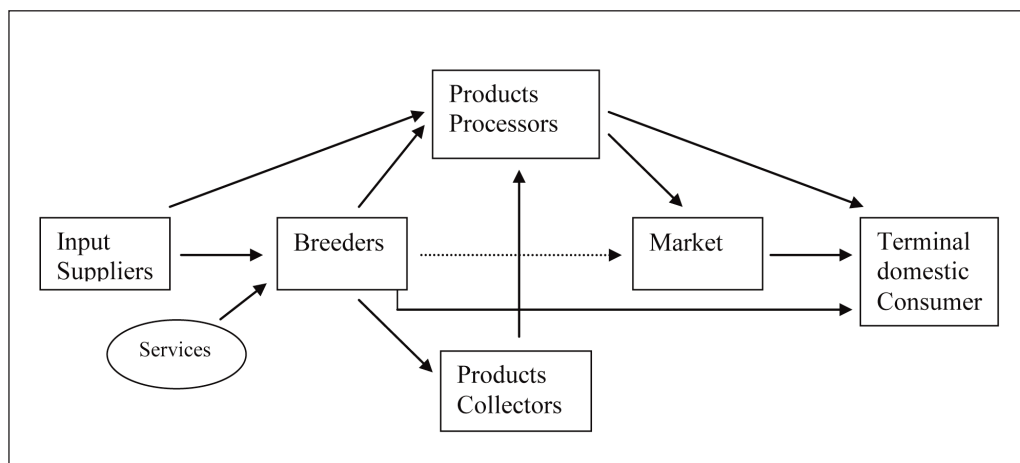 Products
Processors
Input
Suppliers
Breeders
Market
Terminal
domestic
Consumer
Services
Products
Collectors